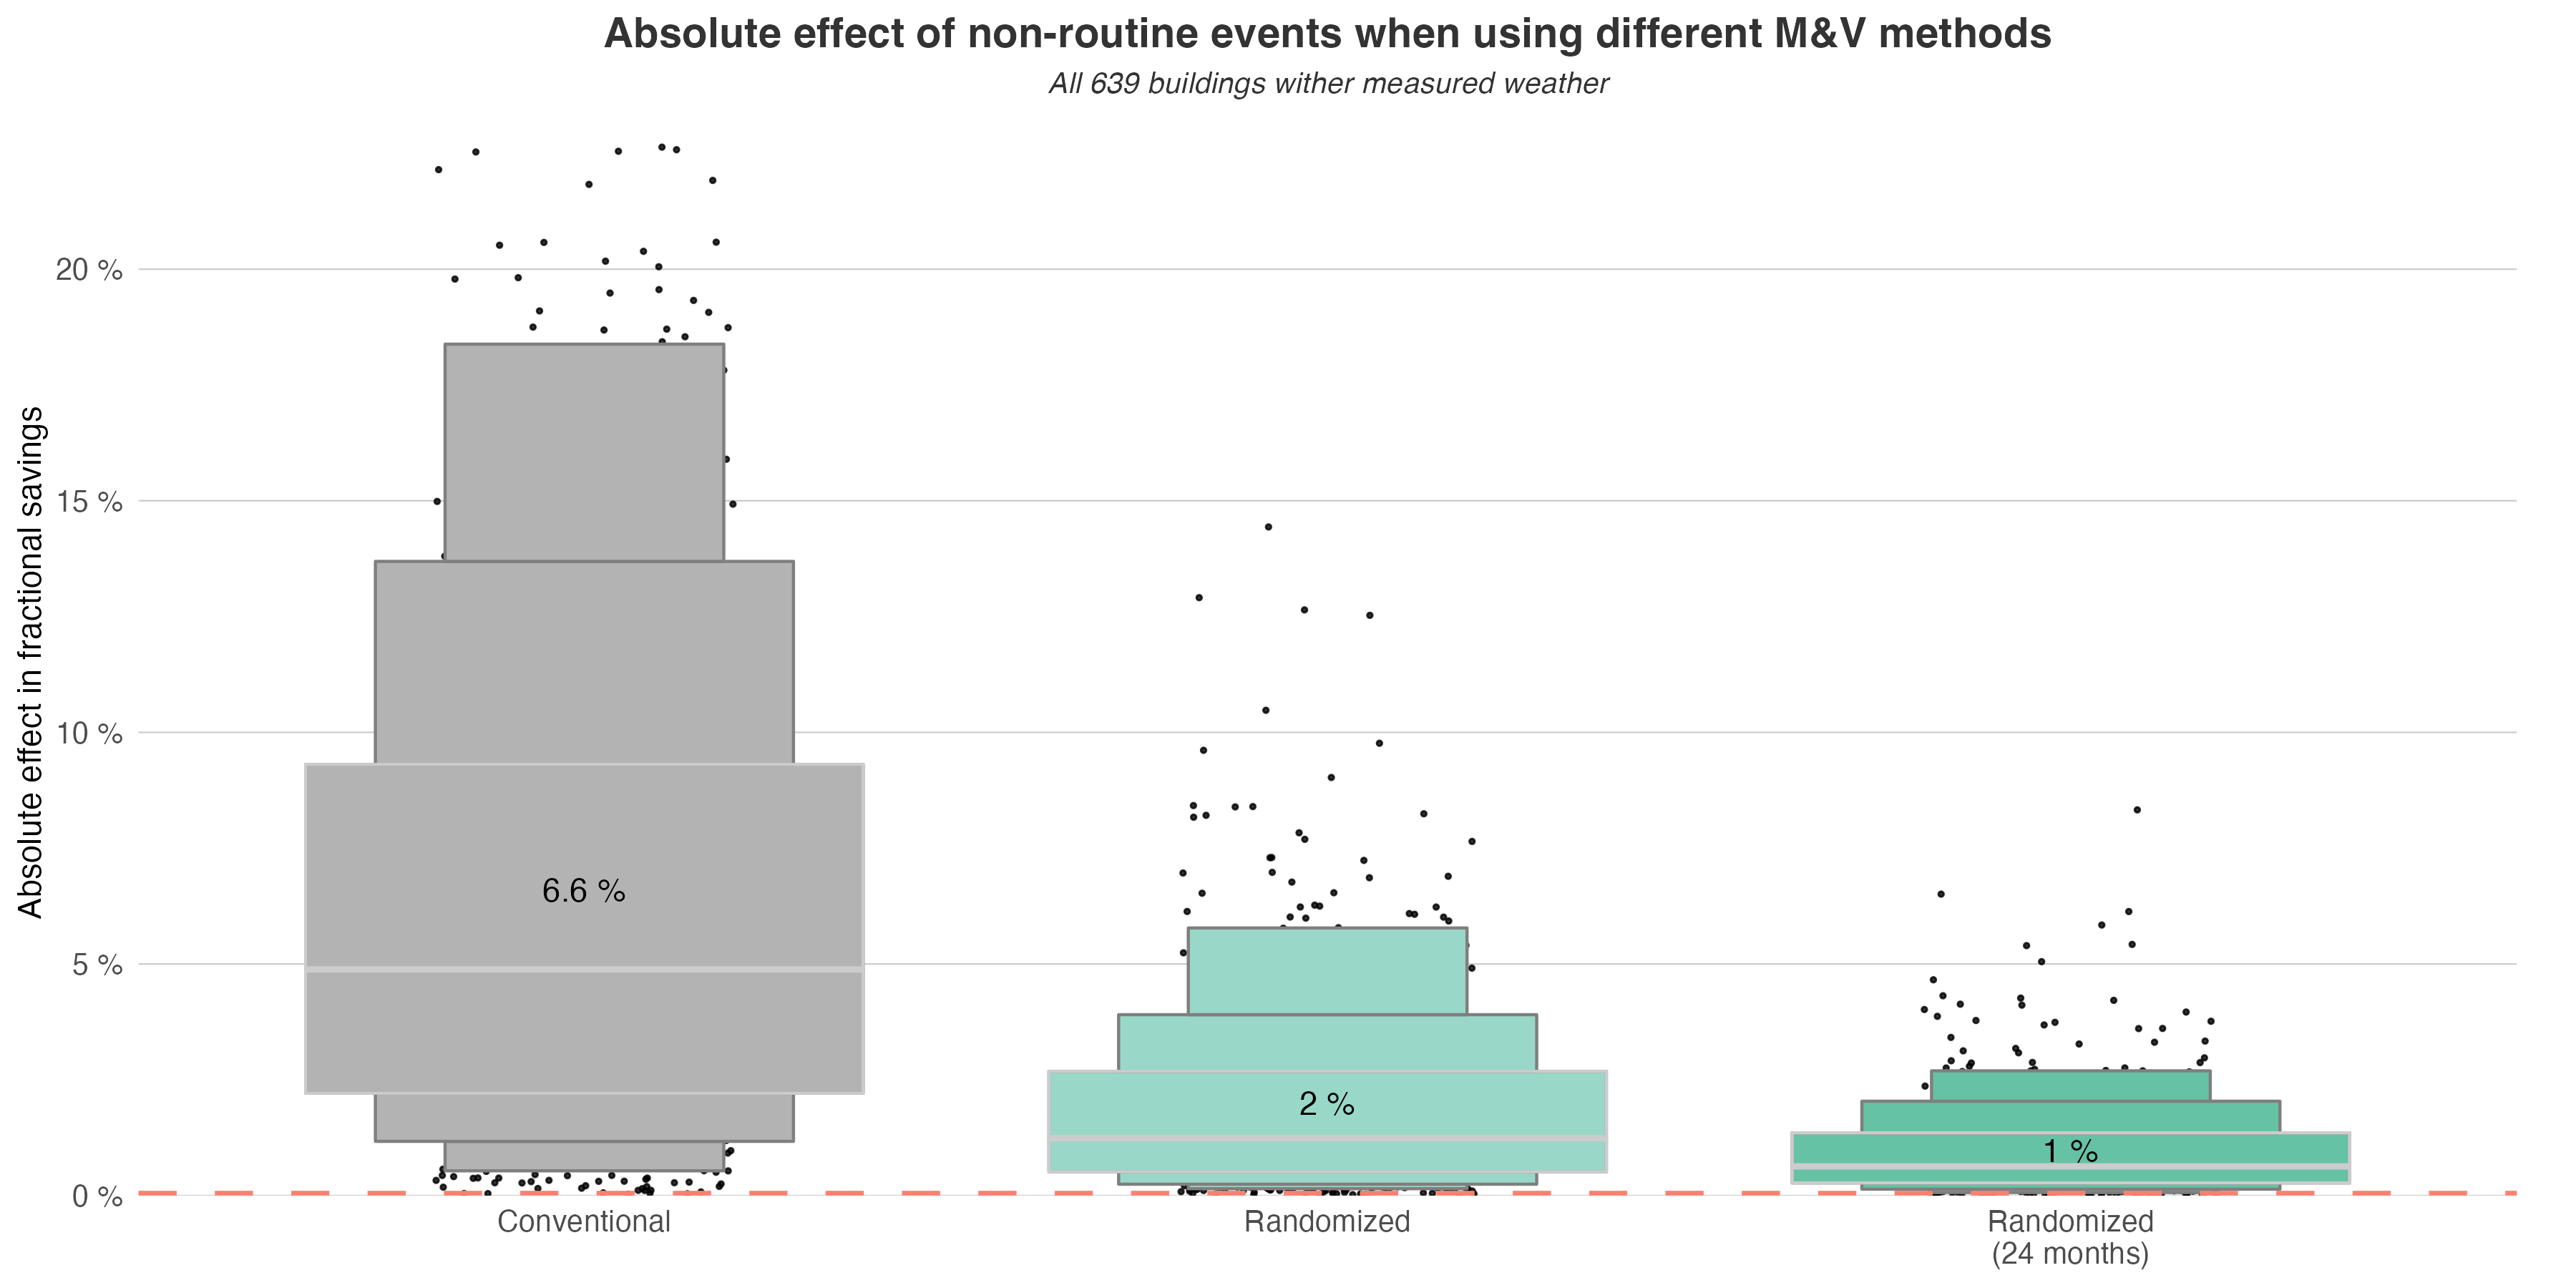 Absolute effect of non-routine events when using different M&V methods
All 639 buildings wither measured weather
Absolute effect in fractional savings
20 %
15 %
10 %
5 %
0 %
6.6 %
2 %
1 %
Conventional
Randomized
Randomized
(24 months)